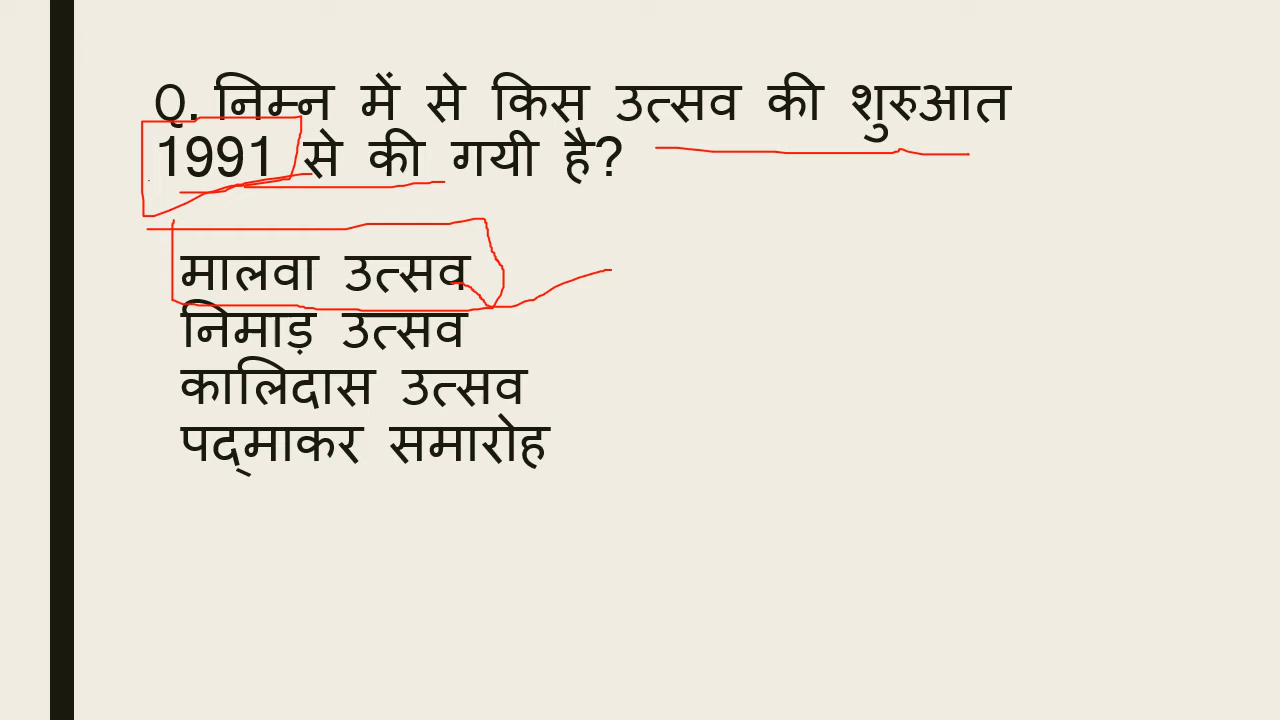 Q. निम्न में से किस उत्सव की शुरुआत
1991 से की गयी है?
मालवा उत्सव
निमाड़ उत्सव
कालिदास उत्सव
पद्माकर समारोह